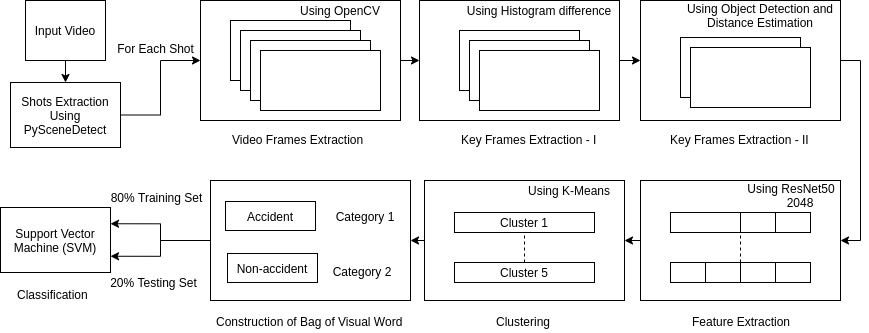 Input Video
Shots Extraction
Using
PySceneDetect
For Each Shot
Using OpenCV
Video Frames Extraction
Using Histogram difference
Key Frames Extraction - I
Using Object Detection and
Distance Estimation
Key Frames Extraction - II
Using ResNet50
2048
Feature Extraction
Using K-Means
Cluster 1
Cluster 5
Clustering
Accident
Category 1
Non-accident
Category 2
Construction of Bag of Visual Word
80% Training Set
Support Vector
Machine (SVM)
20% Testing Set
Classification